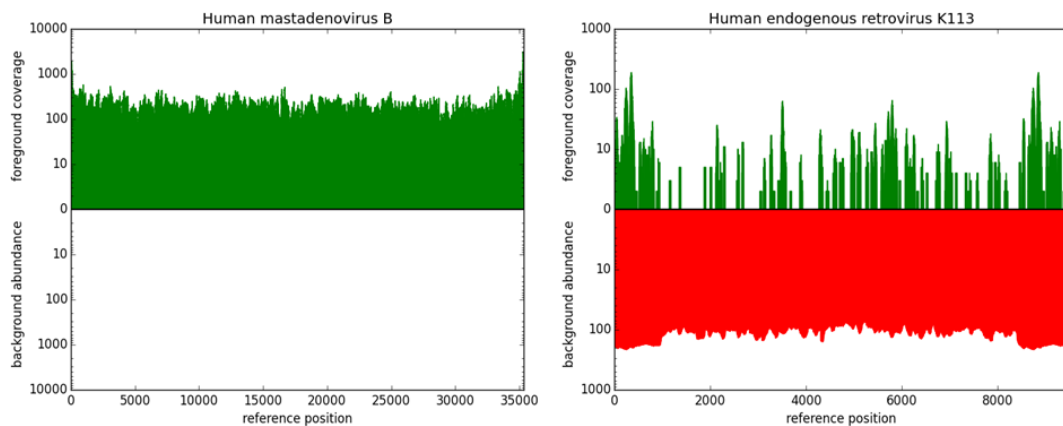 Human mastadenovirus B
10000
1000
100
10
0
10
100
1000
10000
foreground coverage
background abundance
0 5000 10000 15000 20000 25000 30000 35000
reference position
Human endogenous retrovirus K113
1000
100
10
0
10
100
1000
foreground coverage
background abundance
0 2000 4000 6000 8000
reference position